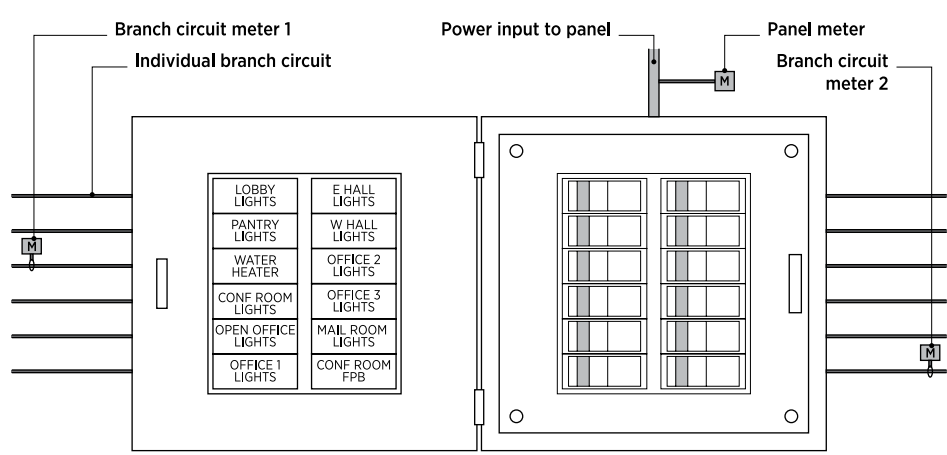 Branch circuit meter 1
Individual branch circuit
Power input to panel
Panel meter
Branch circuit
meter 2
M
M
M
LOBBY
LIGHTS
E HALL
LIGHTS
PANTRY
LIGHTS
W HALL
LIGHTS
WATER
HEATER
OFFICE 2
LIGHTS
CONF ROOM
LIGHTS
OFFICE 3
LIGHTS
OPEN OFFICE
LIGHTS
MAIL ROOM
LIGHTS
OFFICE 1
LIGHTS
CONF ROOM
FPB